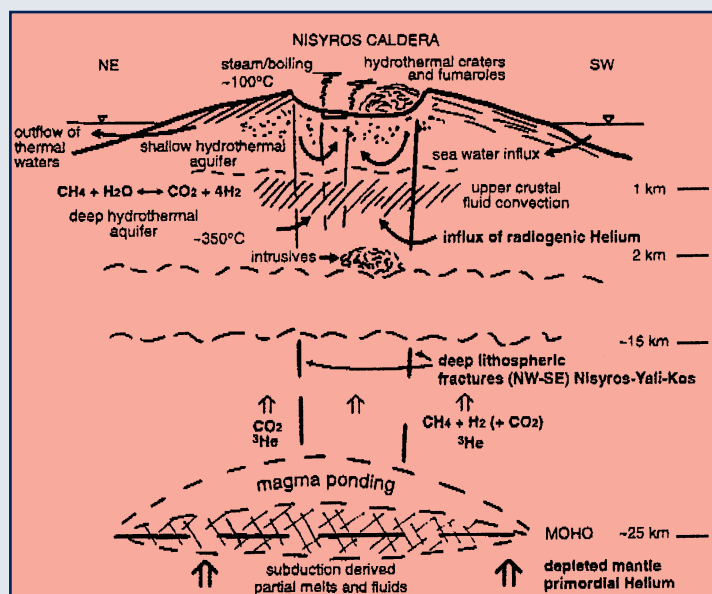 NISYROS CALDERA
NE
steam/boiling
~100°C
hydrothermal craters
and fumaroles
SW
outflow of
thermal
waters
shallow hydrothermal
aquifer
sea water influx
CH4 + H2O ⟷ CO2 + 4H2
upper crustal
fluid convection
1 km
deep hydrothermal
aquifer
~350°C
influx of radiogenic Helium
intrusives
2 km
~15 km
deep lithospheric
fractures (NW-SE) Nisyros-Yali-Kos
CO2
³He
CH4 + H2 (+ CO2)
³He
magma ponding
MOHO
~25 km
subduction derived
partial melts and fluids
depleted mantle
primordial Helium